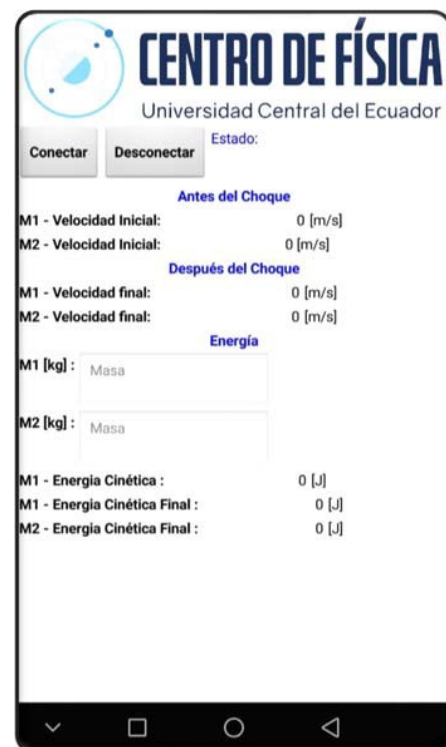 CENTRO DE FÍSICA
Universidad Central del Ecuador
Conectar Desconectar Estado:
Antes del Choque
M1 - Velocidad Inicial: 0 [m/s]
M2 - Velocidad Inicial: 0 [m/s]
Después del Choque
M1 - Velocidad final: 0 [m/s]
M2 - Velocidad final: 0 [m/s]
Energía
M1 [kg] : Masa
M2 [kg] : Masa
M1 - Energia Cinética : 0 [J]
M1 - Energia Cinética Final : 0 [J]
M2 - Energia Cinética Final : 0 [J]